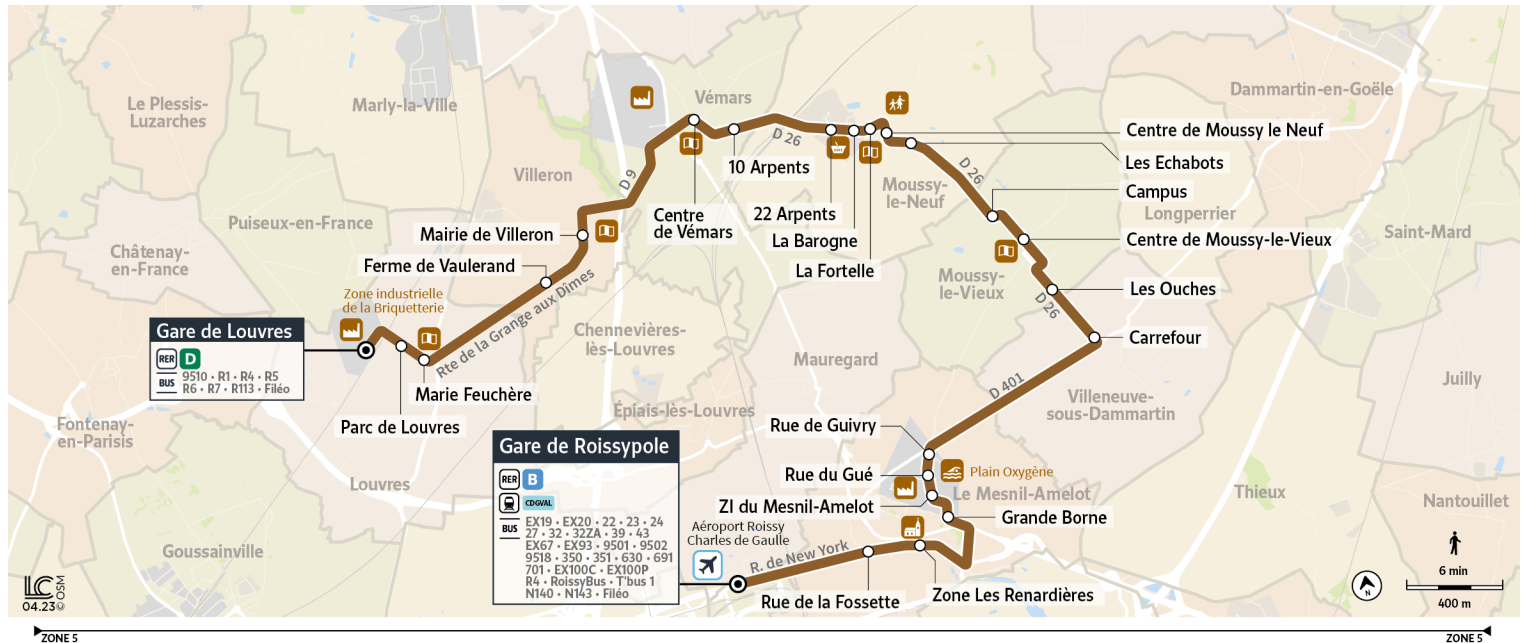 Le Plessis-
Luzarches
Marly-la-Ville
Vémars
Dammartin-en-Goële
D 26
10 Arpents
22 Arpents
La Barogne
La Fortelle
Centre de Moussy le Neuf
Les Echabots
D 26
Campus
Moussy-
le-Neuf
Longperrier
Centre de Moussy-le-Vieux
Saint-Mard
Villeron
D 9
Centre
de Vémars
Puiseux-en-France
Mairie de Villeron
Châtenay-
en-France
Ferme de Vaulerand
Moussy-
le-Vieux
Les Ouches
D 26
Zone industrielle
de la Briquetterie
Rte de la Grange aux Dîmes
Chennevières-
lès-Louvres
Carrefour
Gare de Louvres
RER D
BUS
9510 • R1 • R4 • R5
R6 • R7 • R113 • Filéo
Marie Feuchère
Mauregard
D 401
Juilly
Parc de Louvres
Épiais-lès-Louvres
Villeneuve-
sous-Dammartin
Fontenay-
en-Parisis
Rue de Guivry
Gare de Roissypole
RER B
CDGVAL
BUS
EX19 • EX20 • 22 • 23 • 24
27 • 32 • 32ZA • 39 • 43
EX67 • EX93 • 9501 • 9502
9518 • 350 • 351 • 630 • 691
701 • EX100C • EX100P
R4 • RoissyBus • T'bus 1
N140 • N143 • Filéo
Rue du Gué
Plain Oxygène
Louvres
ZI du Mesnil-Amelot
Le Mesnil-Amelot
Thieux
Nantouillet
Grande Borne
Aéroport Roissy
Charles de Gaulle
Goussainville
R. de New York
Rue de la Fossette
Zone Les Renardières
6 min
400 m
N
LC
04.23 © OSM
ZONE 5
ZONE 5